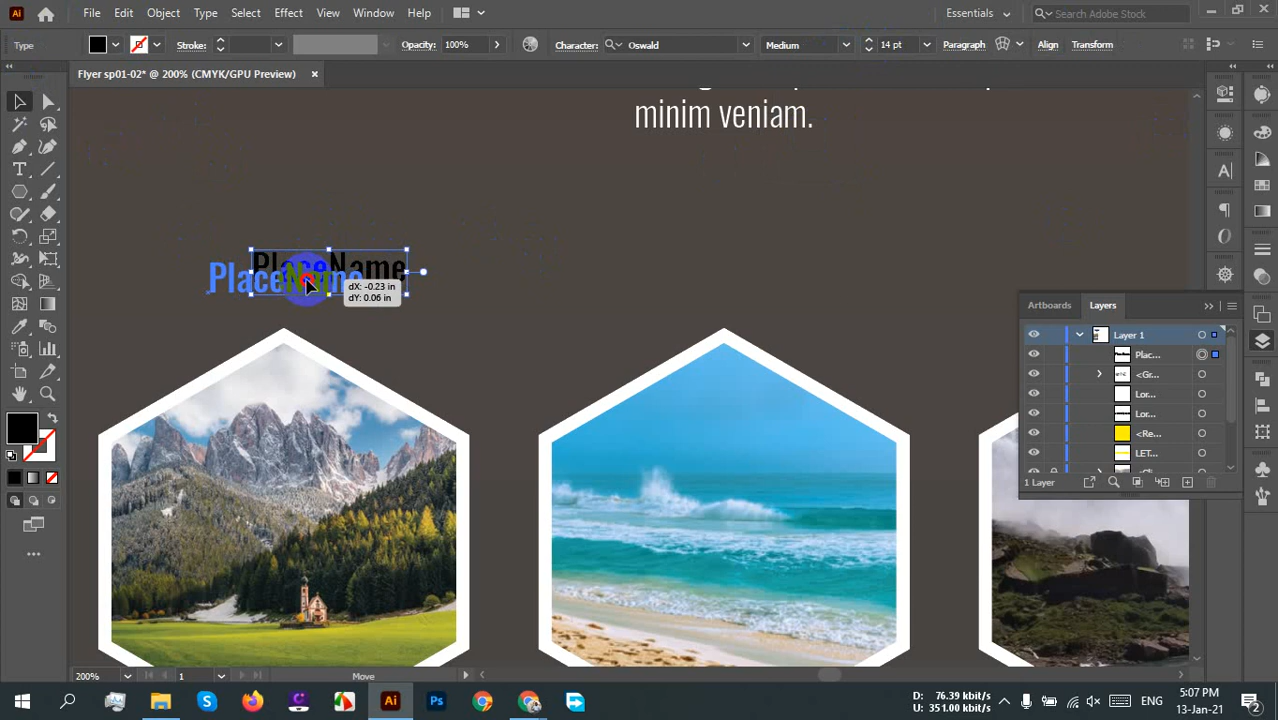 Ai
File
Edit
Object
Type
Select
Effect
View
Window
Help
Essentials
Search Adobe Stock
Type
Stroke:
Opacity:
100%
Character:
Oswald
Medium
14 pt
Paragraph
Align
Transform
Flyer sp01-02* @ 200% (CMYK/GPU Preview)
minim veniam.
PlaceName
PlaceName
dX: -0.23 in
dY: 0.06 in
Artboards
Layers
Layer 1
Plac...
<Gr...
Lor...
Lor...
<Re...
LET...
1 Layer
200%
1
Move
Ai
Ps
D: 76.39 kbit/s
U: 351.00 kbit/s
ENG
5:07 PM
13-Jan-21
2